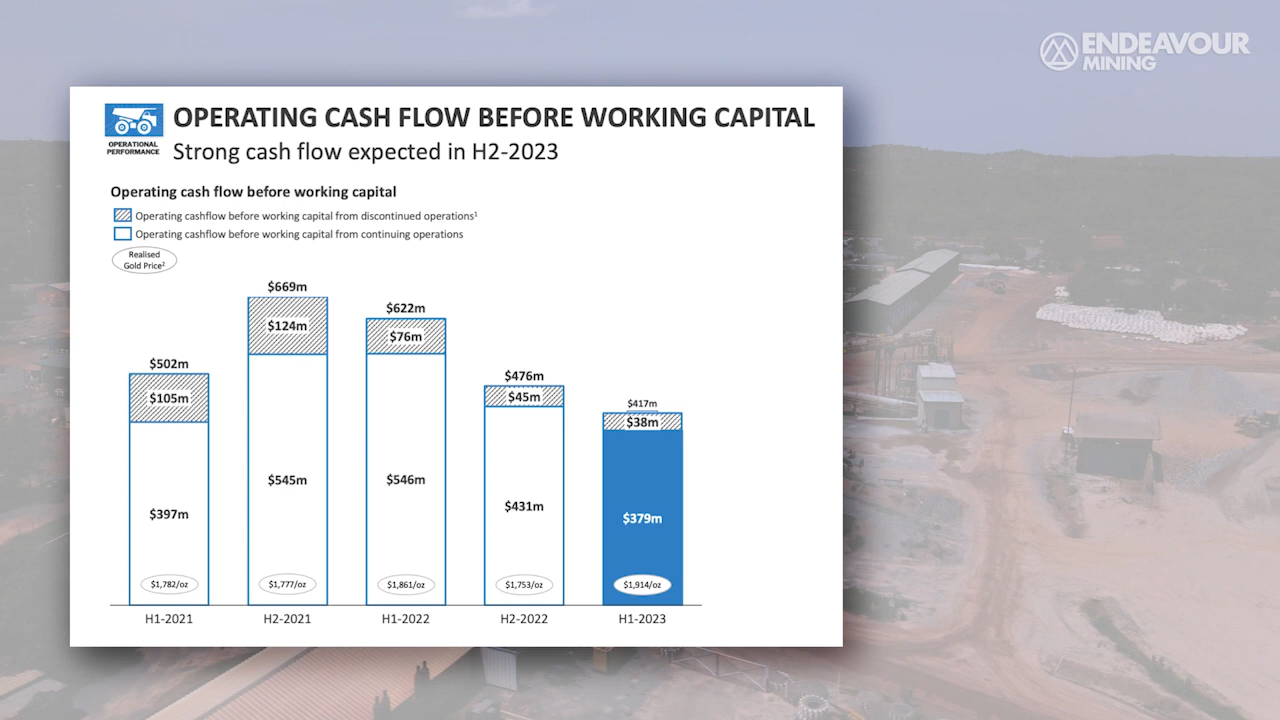 ENDEAVOUR
MINING
OPERATING CASH FLOW BEFORE WORKING CAPITAL
OPERATIONAL
PERFORMANCE
Strong cash flow expected in H2-2023
Operating cash flow before working capital
Operating cashflow before working capital from discontinued operations¹
Operating cashflow before working capital from continuing operations
Realised
Gold Price²
$502m
$105m
$397m
$1,782/oz
H1-2021
$669m
$124m
$545m
$1,777/oz
H2-2021
$622m
$76m
$546m
$1,861/oz
H1-2022
$476m
$45m
$431m
$1,753/oz
H2-2022
$417m
$38m
$379m
$1,914/oz
H1-2023